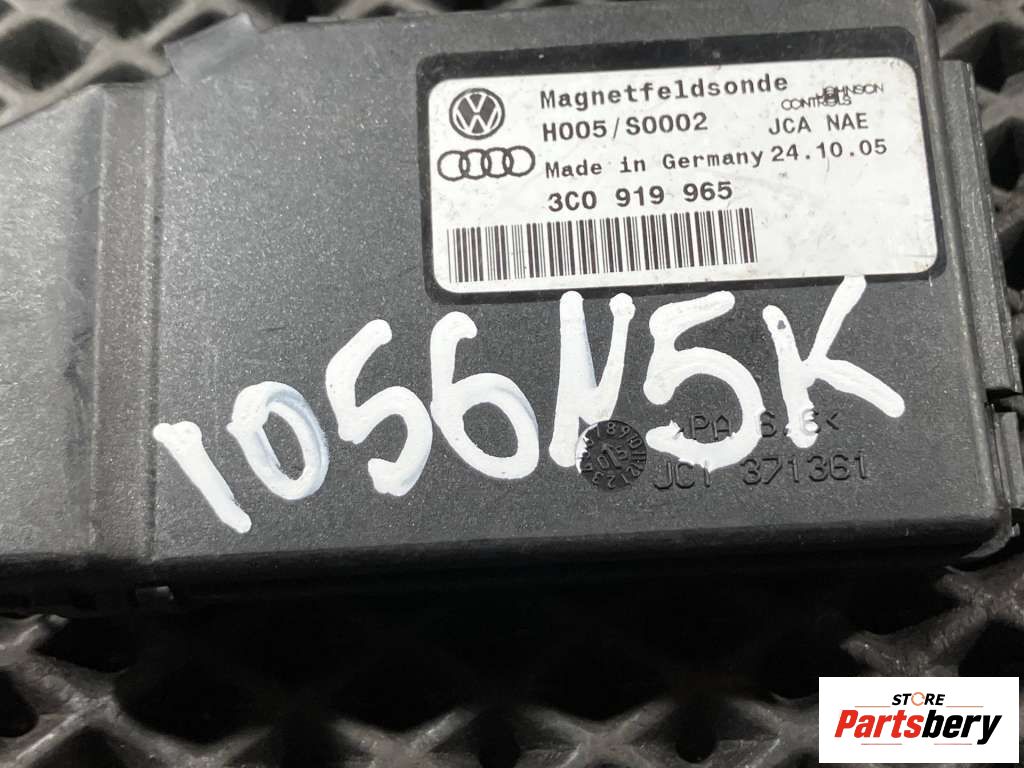 Magnetfeldsonde
JOHNSON
CONTROLS
H005/S0002
JCA NAE
Made in Germany 24.10.05
3C0 919 965
1056N5K
JCI 371361
STORE
Partsbery